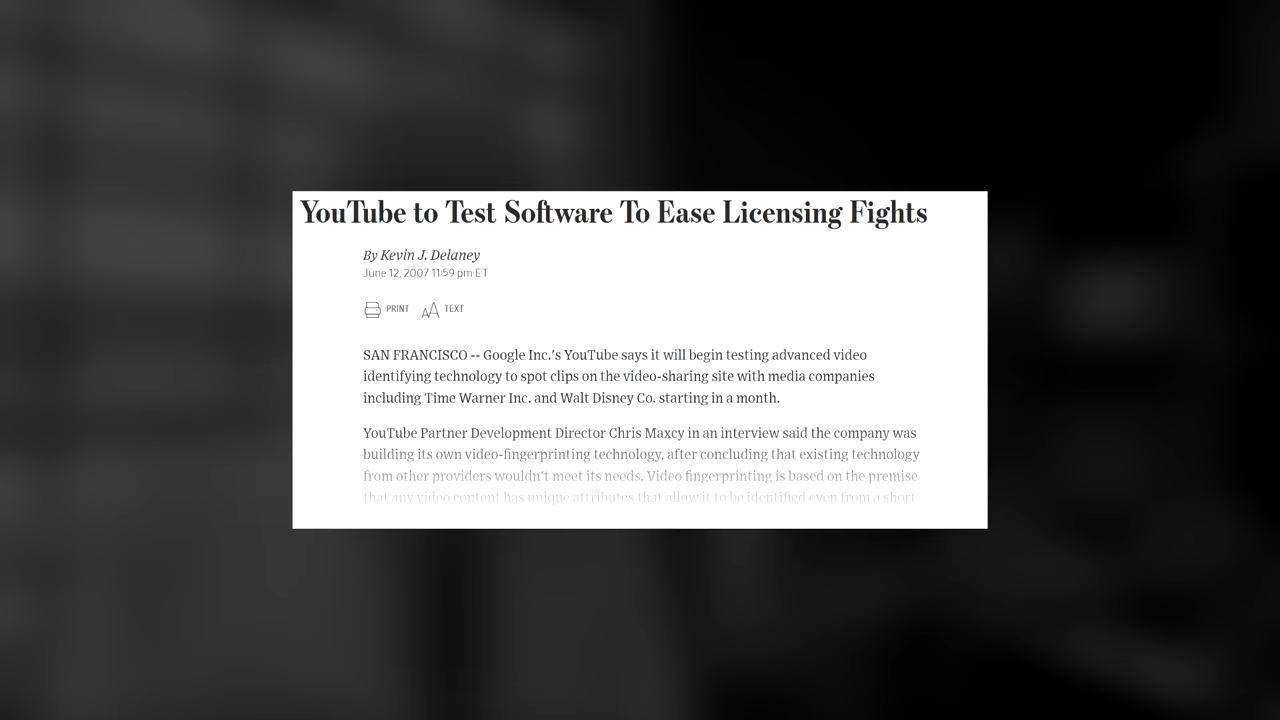 YouTube to Test Software To Ease Licensing Fights
By Kevin J. Delaney
June 12, 2007 11:59 pm ET
PRINT
TEXT
SAN FRANCISCO -- Google Inc.'s YouTube says it will begin testing advanced video
identifying technology to spot clips on the video-sharing site with media companies
including Time Warner Inc. and Walt Disney Co. starting in a month.
YouTube Partner Development Director Chris Maxcy in an interview said the company was
building its own video-fingerprinting technology, after concluding that existing technology
from other providers wouldn't meet its needs. Video fingerprinting is based on the premise
that any video content has unique attributes that allow it to be identified even from a short